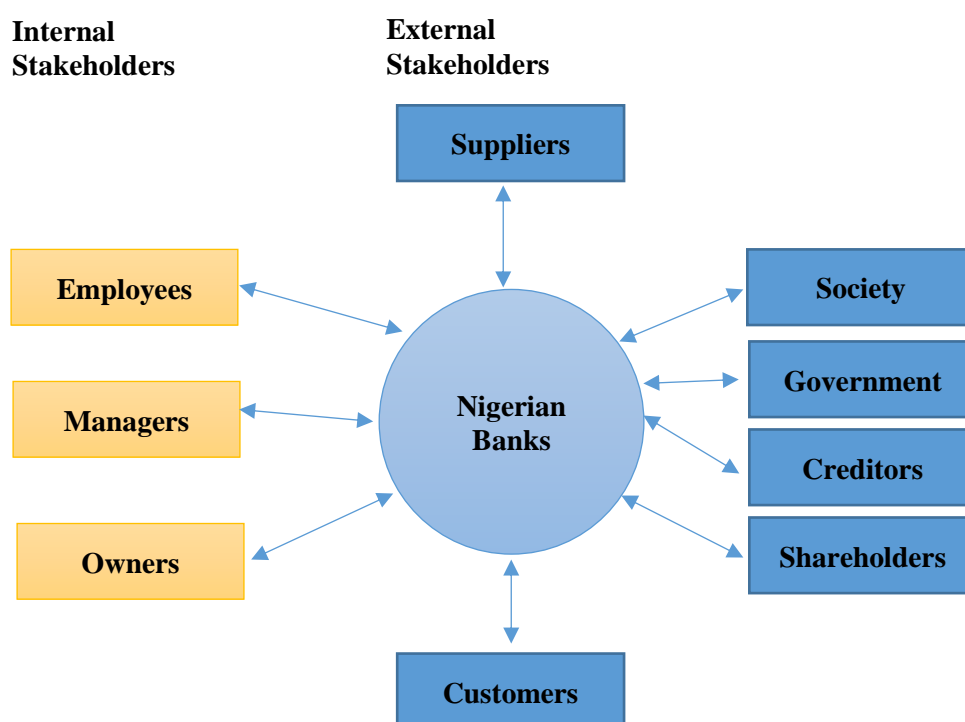 Internal
Stakeholders
External
Stakeholders
Suppliers
Employees
Society
Managers
Nigerian
Banks
Government
Creditors
Owners
Shareholders
Customers